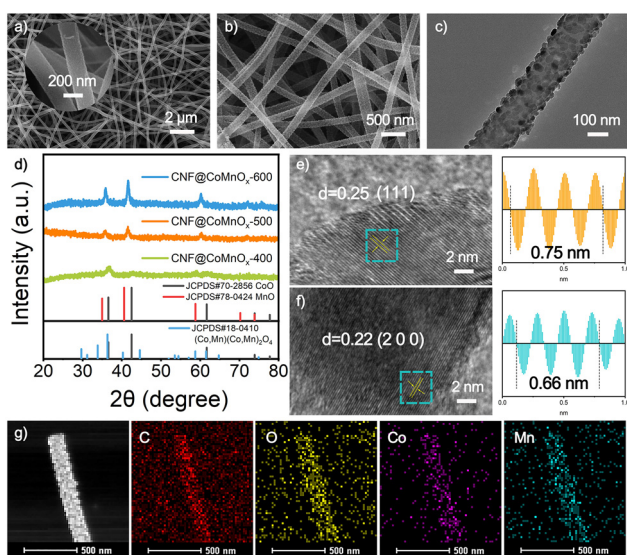 a)
200 nm
2 μm
b)
500 nm
c)
100 nm
d)
Intensity (a.u.)
CNF@CoMnOₓ-600
CNF@CoMnOₓ-500
CNF@CoMnOₓ-400
JCPDS#70-2856 CoO
JCPDS#78-0424 MnO
JCPDS#18-0410
(Co,Mn)(Co,Mn)₂O₄
20 30 40 50 60 70 80
2θ (degree)
e)
d=0.25 (111)
2 nm
0.75 nm
0.0 0.5 1.0
nm
f)
d=0.22 (2 0 0)
2 nm
0.66 nm
0.0 0.5 1.0
nm
g)
500 nm
C
500 nm
O
500 nm
Co
500 nm
Mn
500 nm